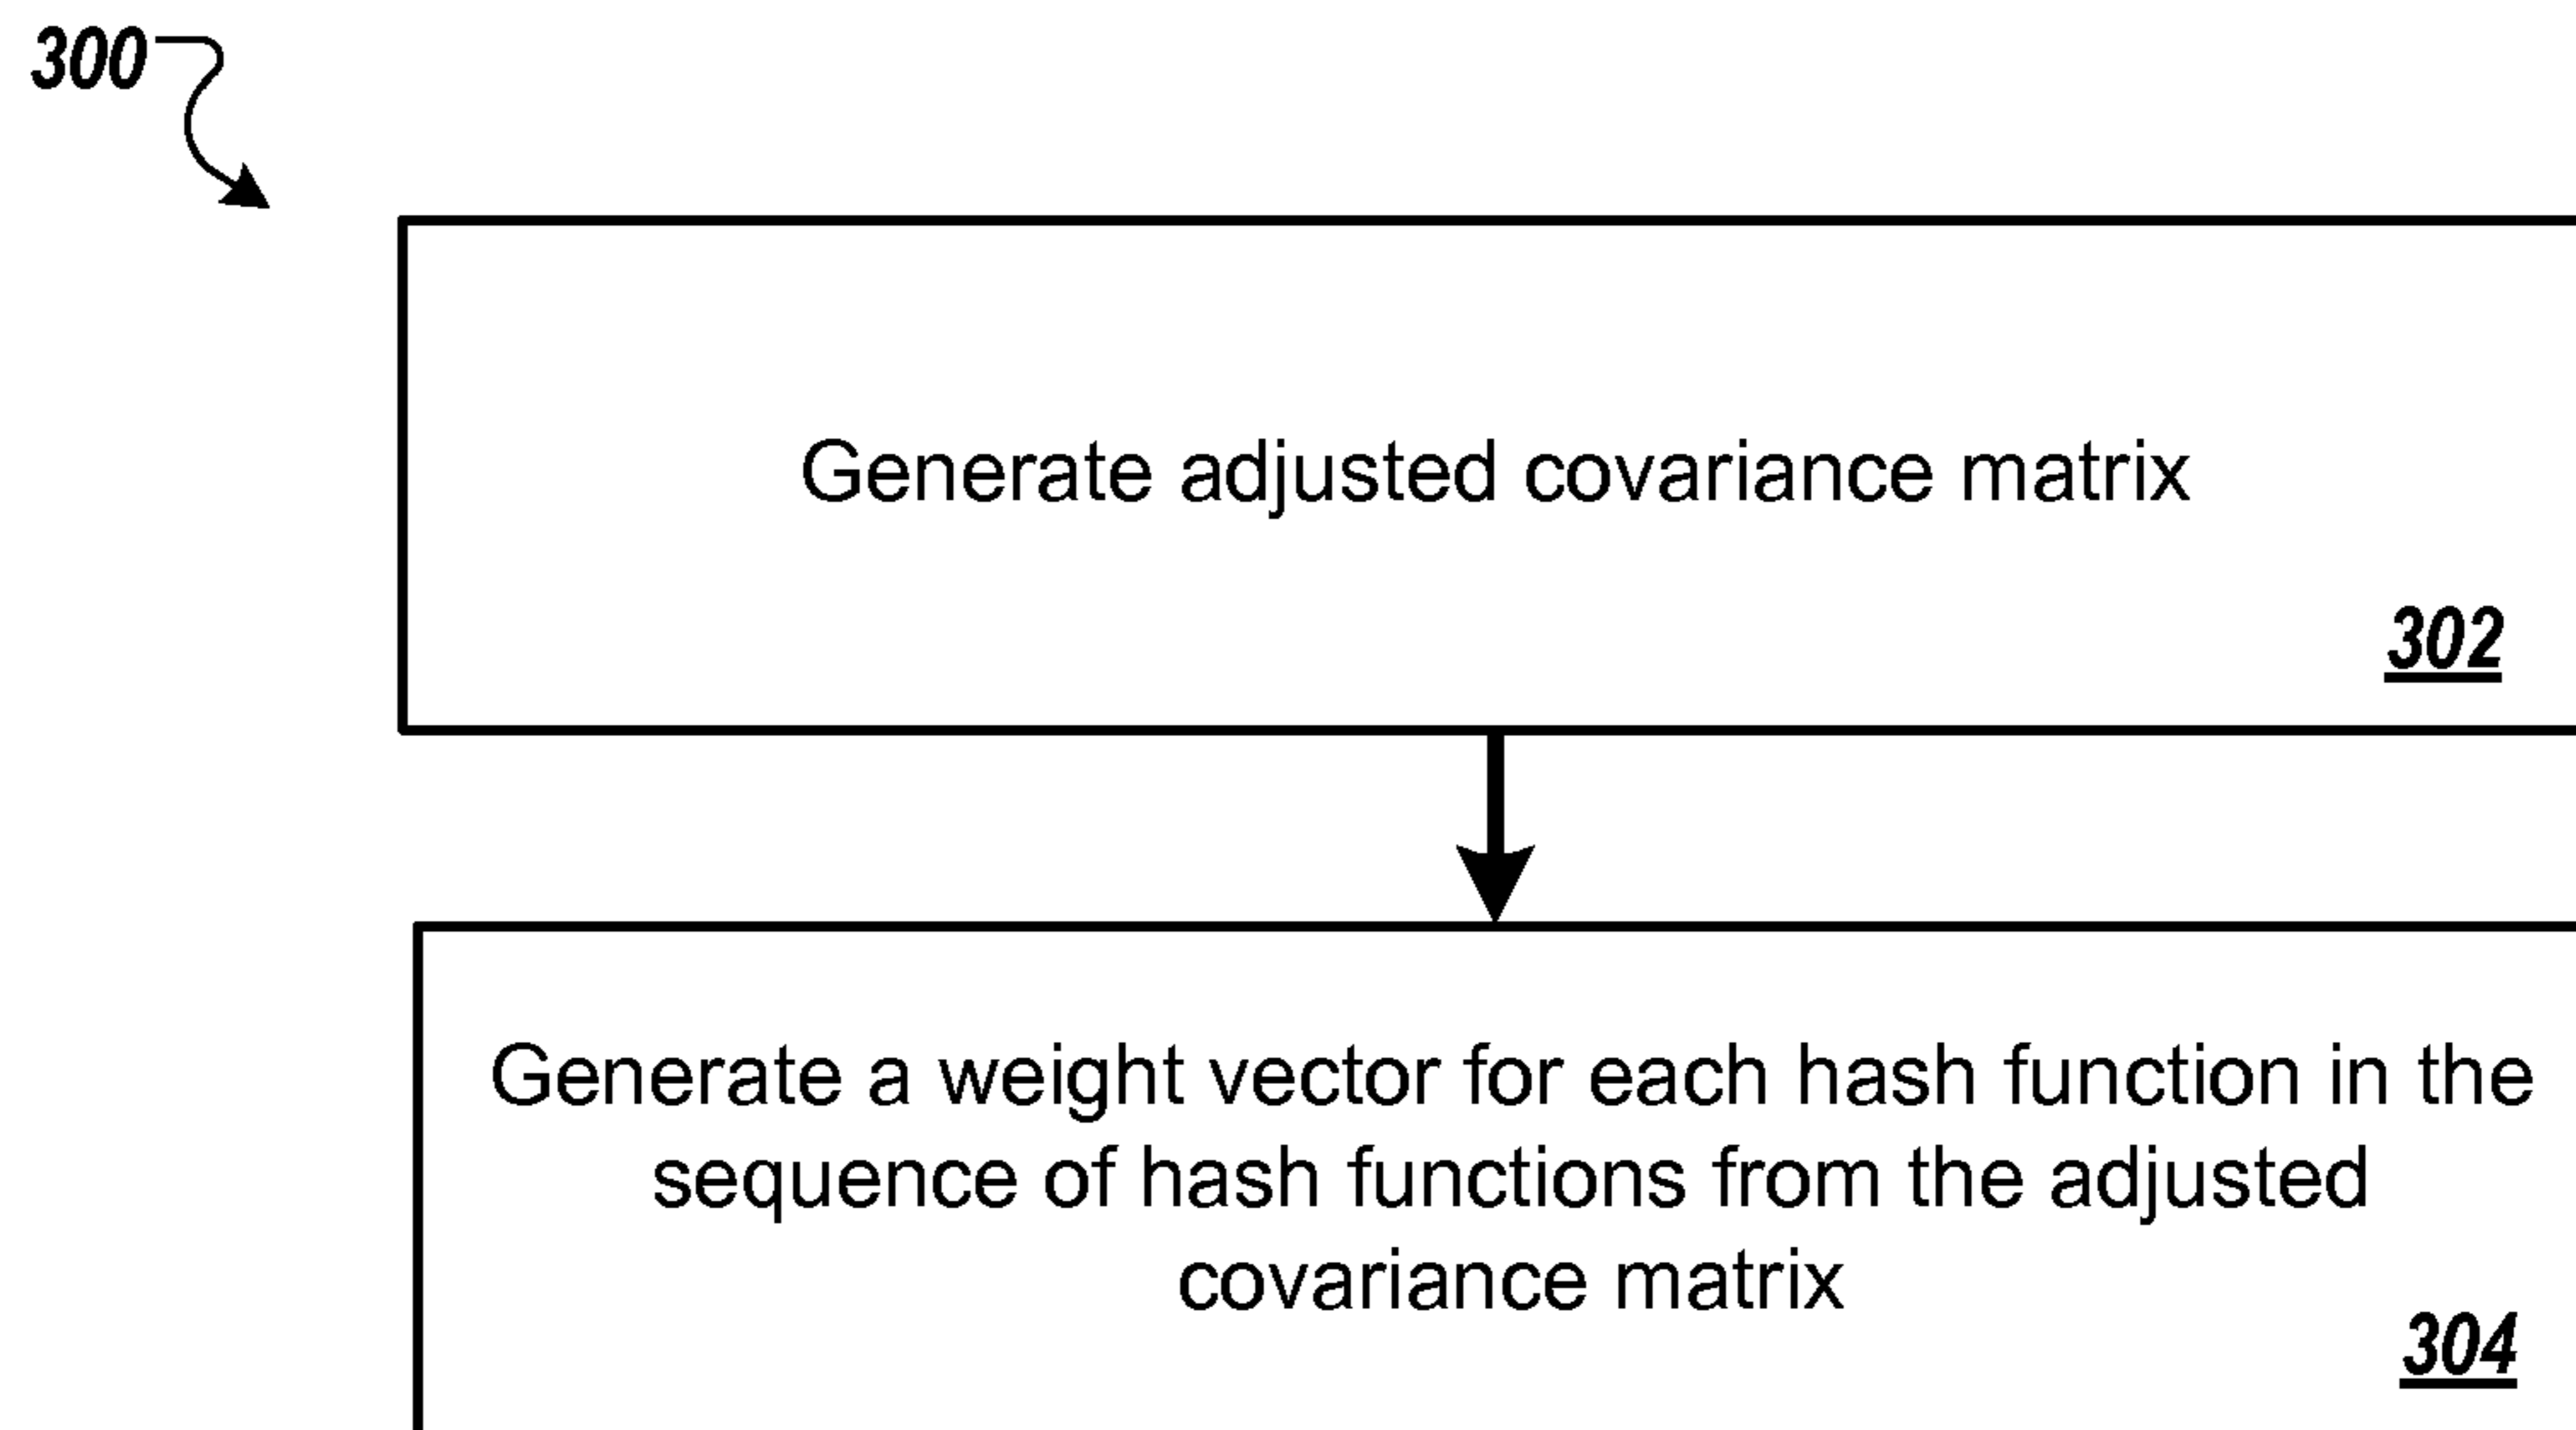 300
Generate adjusted covariance matrix
302
Generate a weight vector for each hash function in the
sequence of hash functions from the adjusted
covariance matrix
304